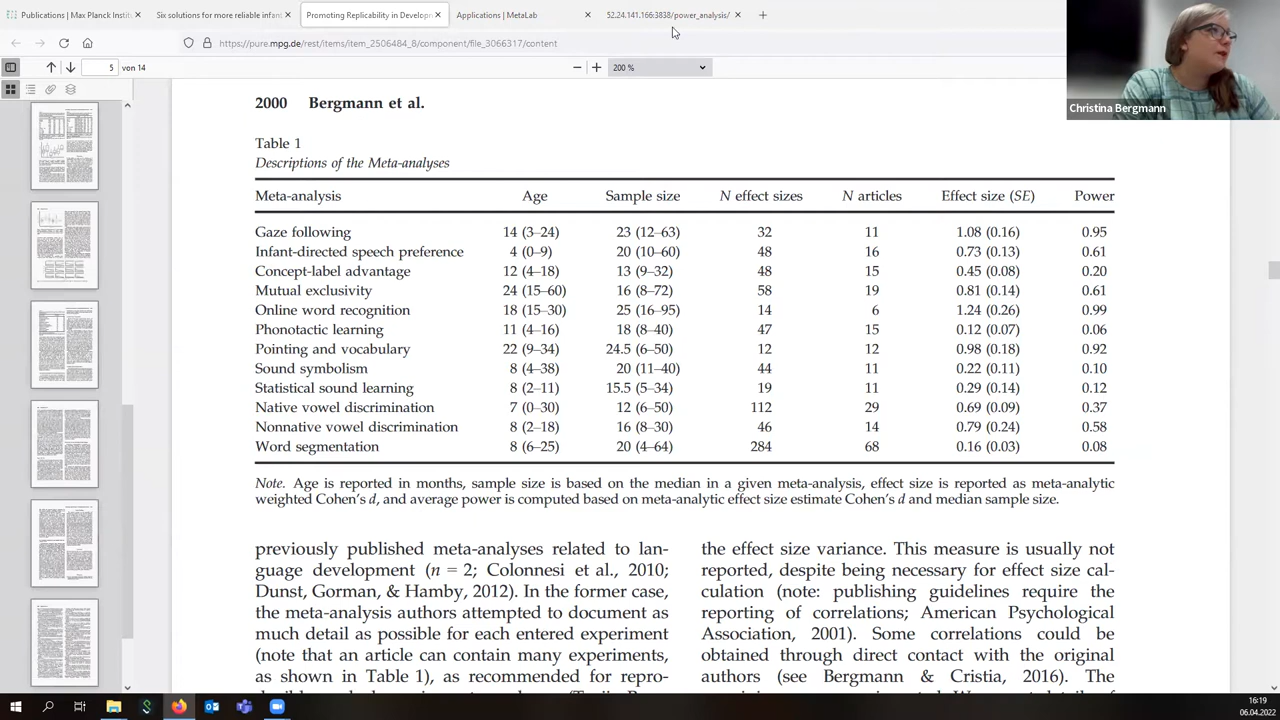 Publications | Max Planck Instit
Six solutions for more reliable infant
Promoting Replicability in Develop
Applications | MetaLab
52.24.141.166:3838/power_analysis/
https://pure.mpg.de/rest/items/item_2506484_8/component/file_3066317/content
5 von 14
200 %
Christina Bergmann
2000 Bergmann et al.
Table 1
Descriptions of the Meta-analyses
Meta-analysis Age Sample size N effect sizes N articles Effect size (SE) Power
Gaze following 14 (3–24) 23 (12–63) 32 11 1.08 (0.16) 0.95
Infant-directed speech preference 4 (0–9) 20 (10–60) 48 16 0.73 (0.13) 0.61
Concept-label advantage 12 (4–18) 13 (9–32) 48 15 0.45 (0.08) 0.20
Mutual exclusivity 24 (15–60) 16 (8–72) 58 19 0.81 (0.14) 0.61
Online word recognition 18 (15–30) 25 (16–95) 14 6 1.24 (0.26) 0.99
Phonotactic learning 11 (4–16) 18 (8–40) 47 15 0.12 (0.07) 0.06
Pointing and vocabulary 22 (9–34) 24.5 (6–50) 12 12 0.98 (0.18) 0.92
Sound symbolism 8 (4–38) 20 (11–40) 44 11 0.22 (0.11) 0.10
Statistical sound learning 8 (2–11) 15.5 (5–34) 19 11 0.29 (0.14) 0.12
Native vowel discrimination 7 (0–30) 12 (6–50) 112 29 0.69 (0.09) 0.37
Nonnative vowel discrimination 8 (2–18) 16 (8–30) 46 14 0.79 (0.24) 0.58
Word segmentation 8 (6–25) 20 (4–64) 284 68 0.16 (0.03) 0.08
Note. Age is reported in months, sample size is based on the median in a given meta-analysis, effect size is reported as meta-analytic
weighted Cohen's d, and average power is computed based on meta-analytic effect size estimate Cohen's d and median sample size.
previously published meta-analyses related to lan-
guage development (n = 2; Colonnesi et al., 2010;
Dunst, Gorman, & Hamby, 2012). In the former case,
the meta-analysis authors attempted to document as
much detail as possible for each entered experiment
(note that an article can contain many experiments,
as shown in Table 1), as recommended for repro-
the effect size variance. This measure is usually not
reported, despite being necessary for effect size cal-
culation (note: publishing guidelines require the
reporting of correlations; American Psychological
Association, 2001). Some correlations could be
obtained through direct contact with the original
authors (see Bergmann & Cristia, 2016). The
16:19
06.04.2022